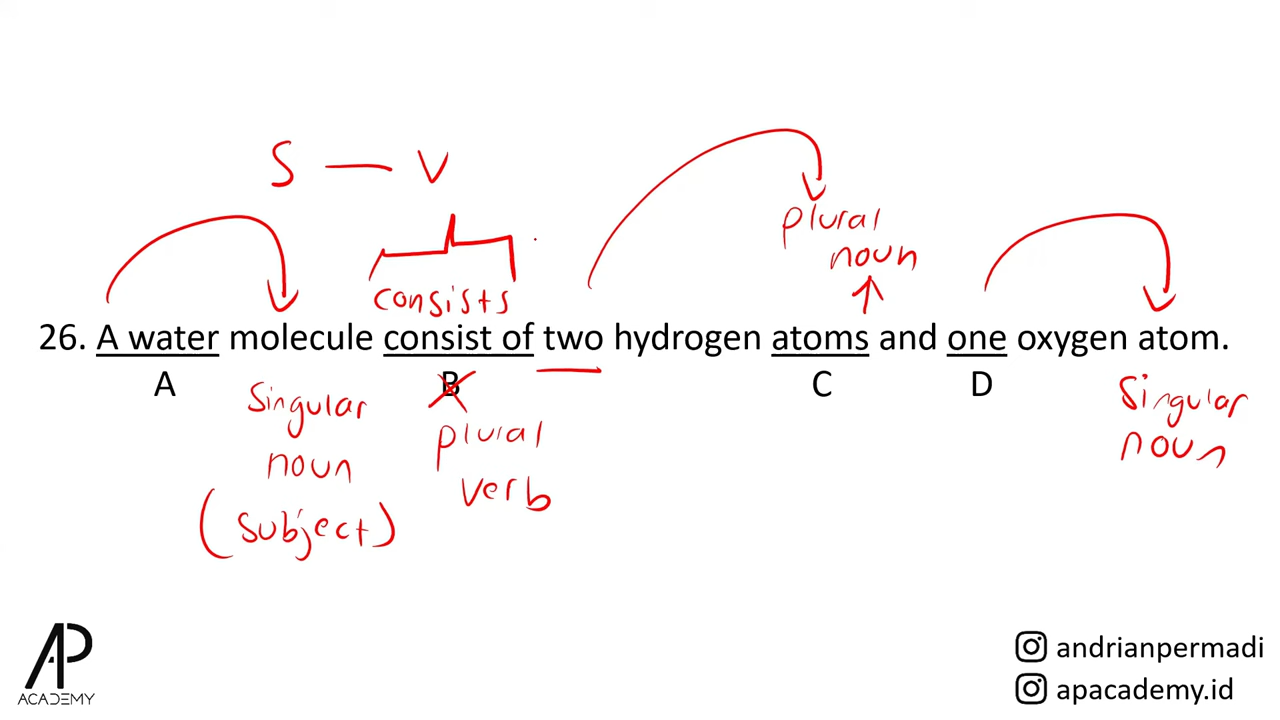 S — V
plural
noun
consists
26. A water molecule consist of two hydrogen atoms and one oxygen atom.
A B C D
singular
noun
(subject)
plural
verb
singular
noun
AP
ACADEMY
andrianpermadi
apacademy.id